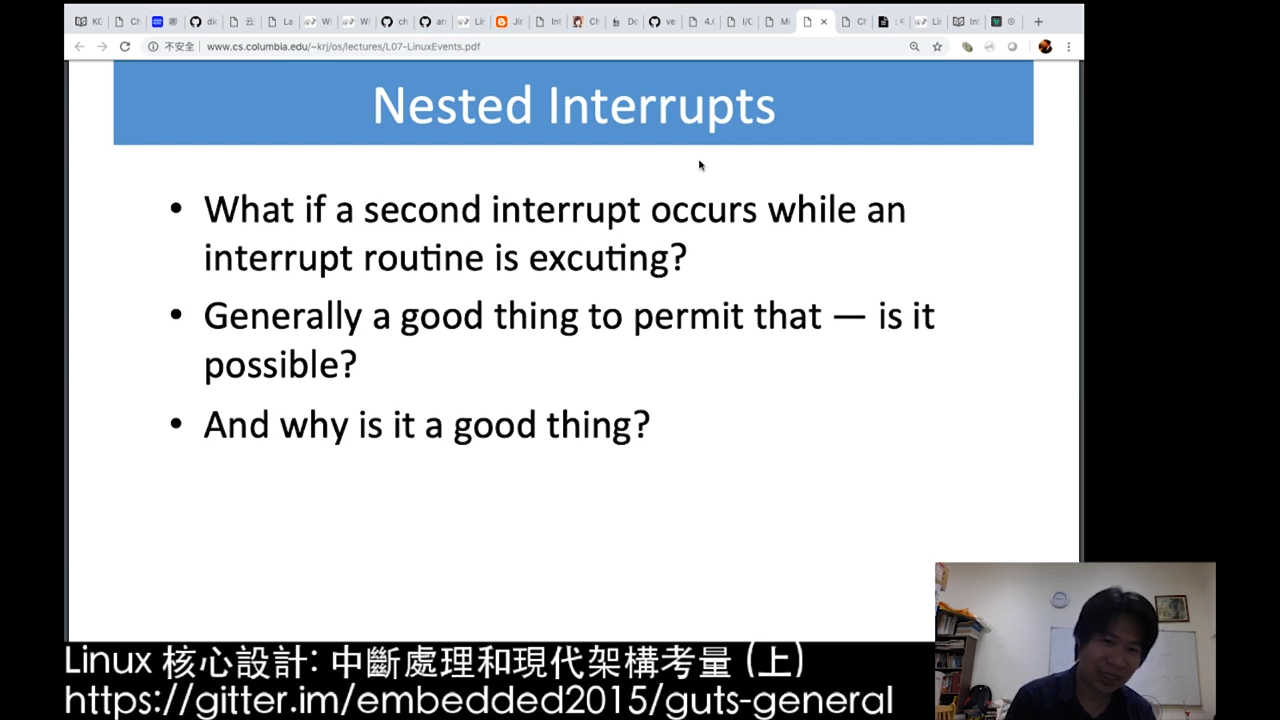 不安全 www.cs.columbia.edu/~krj/os/lectures/L07-LinuxEvents.pdf
Nested Interrupts
• What if a second interrupt occurs while an
interrupt routine is excuting?
• Generally a good thing to permit that — is it
possible?
• And why is it a good thing?
Linux 核心設計: 中斷處理和現代架構考量 (上)
https://gitter.im/embedded2015/guts-general